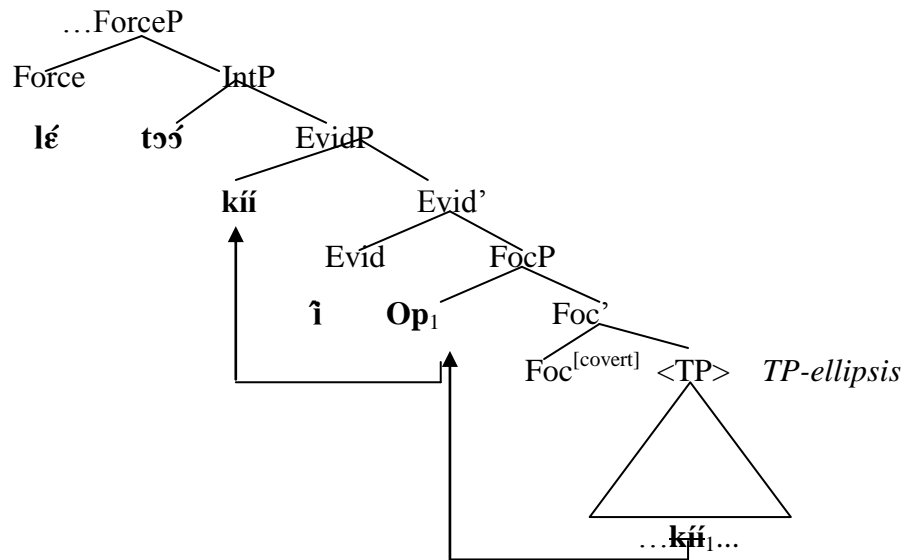 …ForceP
Force IntP
lɛ́ tɔɔ́ EvidP
kíí Evid’
Evid FocP
î̵ Op₁ Foc’
Foc[covert] <TP> TP-ellipsis
…kíí₁...